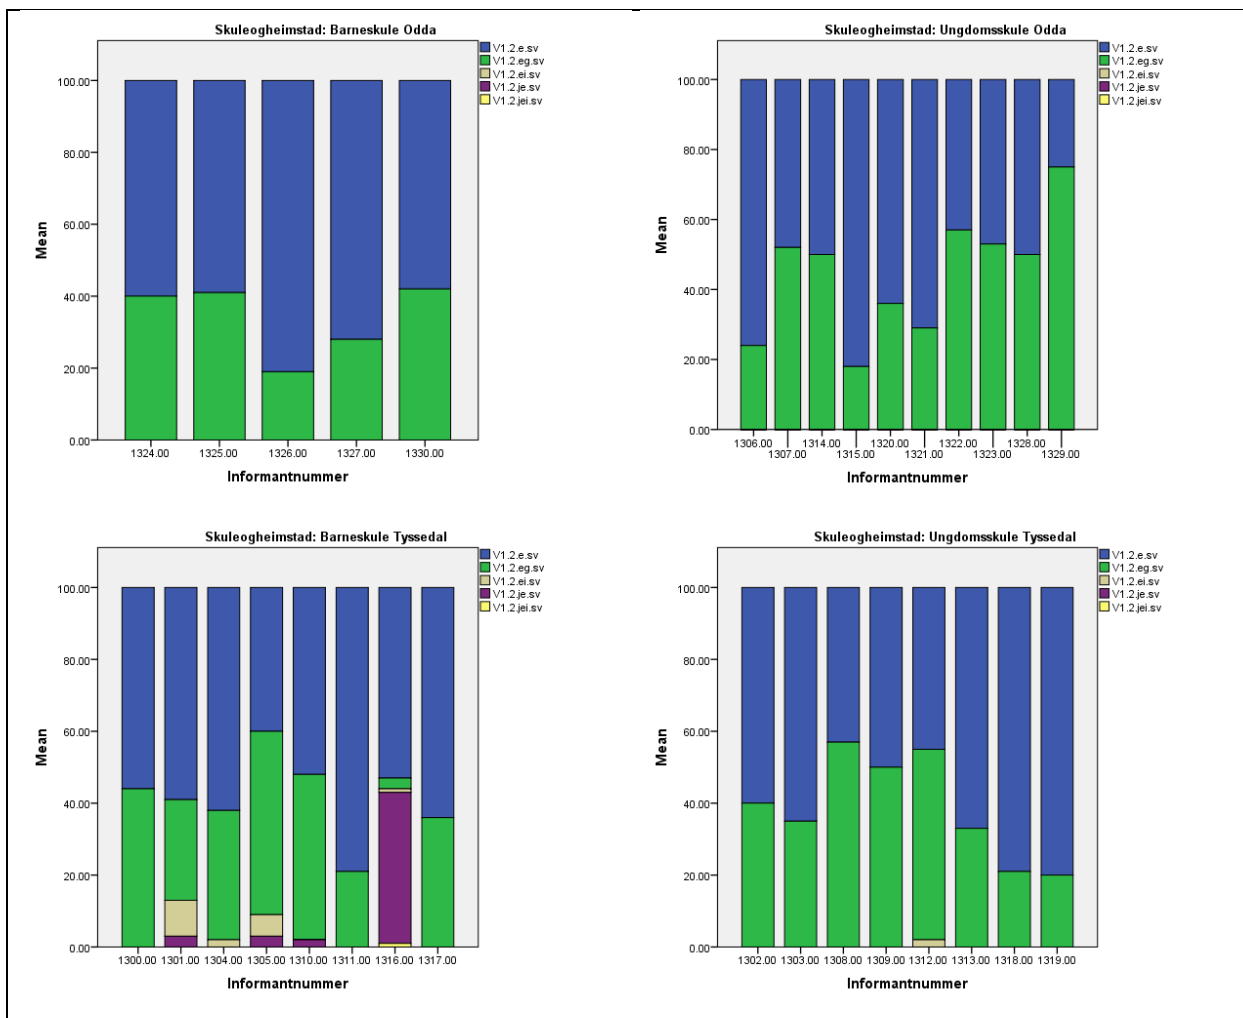 Skuleogheimstad: Barneskule Odda
V1.2.e.sv
V1.2.eg.sv
V1.2.ei.sv
V1.2.je.sv
V1.2.jei.sv
100.00
80.00
60.00
40.00
20.00
0.00
Mean
1324.00 1325.00 1326.00 1327.00 1330.00
Informantnummer
Skuleogheimstad: Ungdomsskule Odda
V1.2.e.sv
V1.2.eg.sv
V1.2.ei.sv
V1.2.je.sv
V1.2.jei.sv
100.00
80.00
60.00
40.00
20.00
0.00
Mean
1306.00 1314.00 1320.00 1322.00 1328.00
1307.00 1315.00 1321.00 1323.00 1329.00
Informantnummer
Skuleogheimstad: Barneskule Tyssedal
V1.2.e.sv
V1.2.eg.sv
V1.2.ei.sv
V1.2.je.sv
V1.2.jei.sv
100.00
80.00
60.00
40.00
20.00
0.00
Mean
1300.00 1301.00 1304.00 1305.00 1310.00 1311.00 1316.00 1317.00
Informantnummer
Skuleogheimstad: Ungdomsskule Tyssedal
V1.2.e.sv
V1.2.eg.sv
V1.2.ei.sv
V1.2.je.sv
V1.2.jei.sv
100.00
80.00
60.00
40.00
20.00
0.00
Mean
1302.00 1303.00 1308.00 1309.00 1312.00 1313.00 1318.00 1319.00
Informantnummer